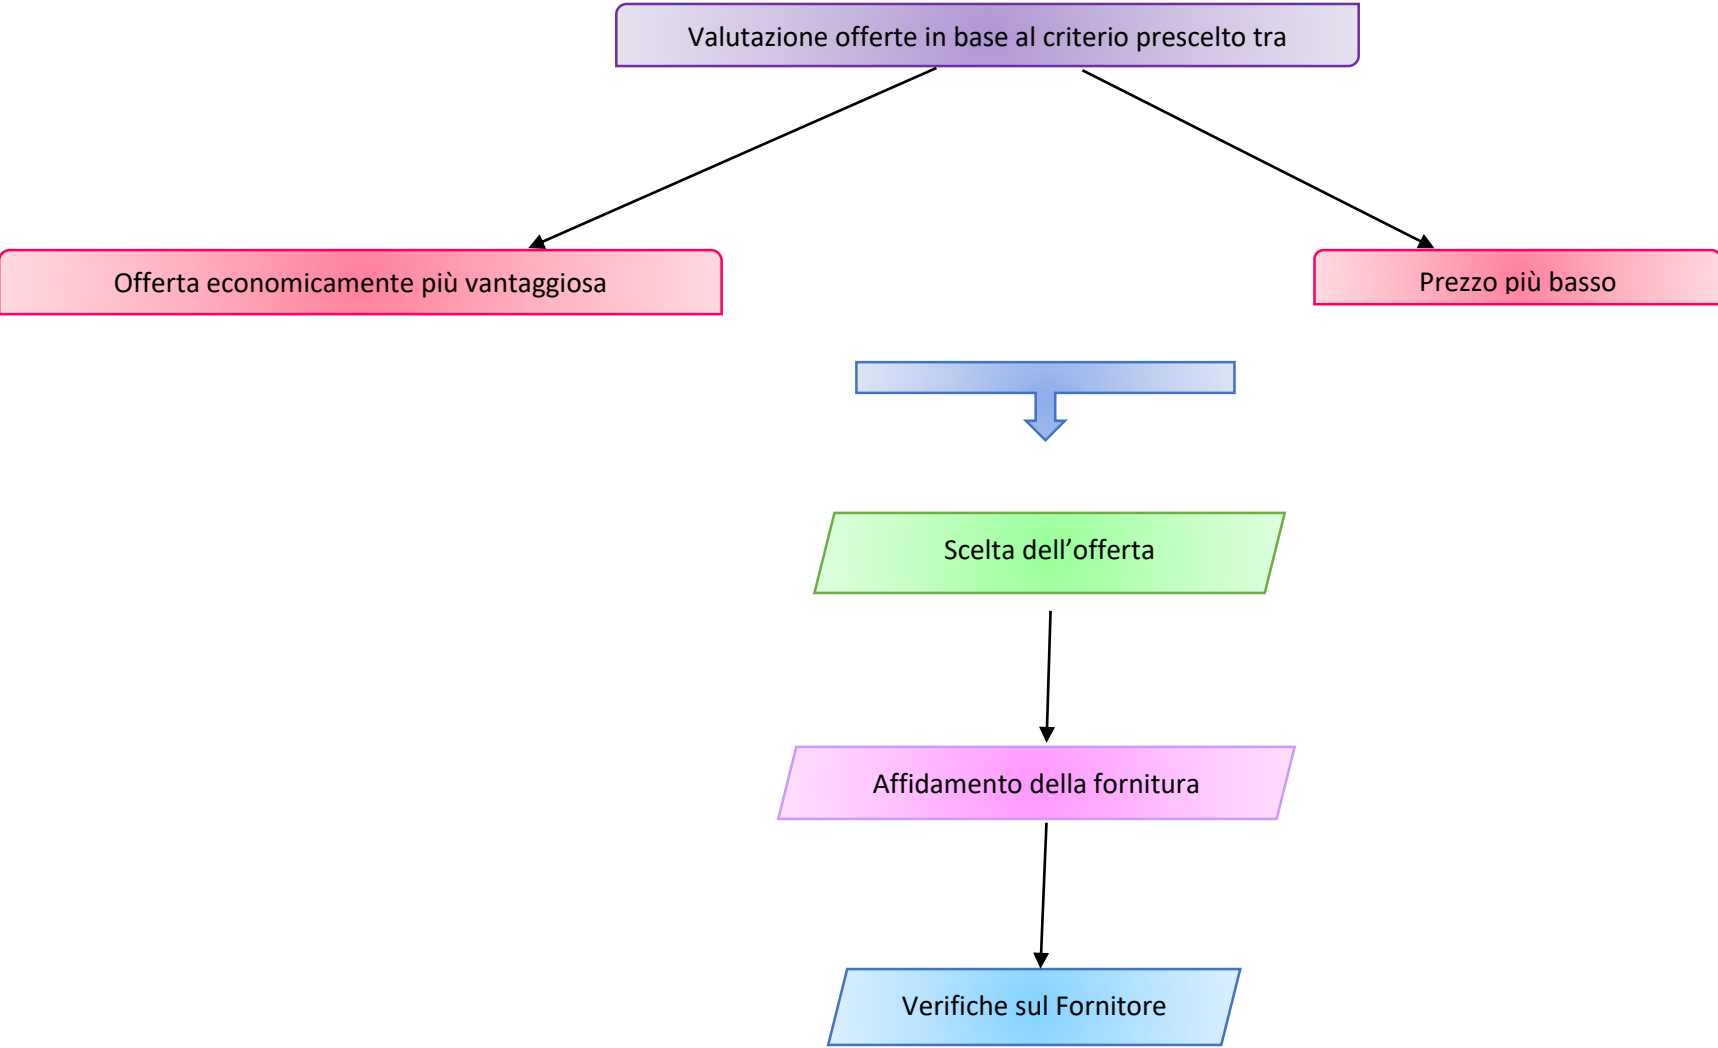 Valutazione offerte in base al criterio prescelto tra
Offerta economicamente più vantaggiosa
Prezzo più basso
Scelta dell’offerta
Affidamento della fornitura
Verifiche sul Fornitore